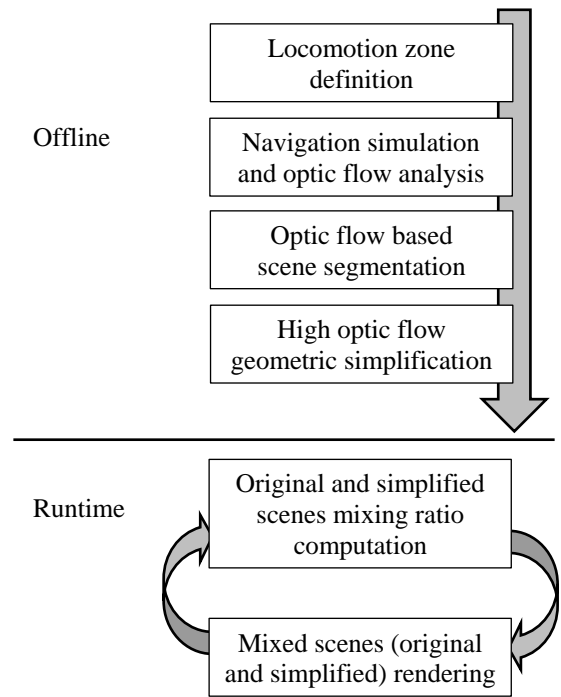 Locomotion zone
definition
Offline
Navigation simulation
and optic flow analysis
Optic flow based
scene segmentation
High optic flow
geometric simplification
Runtime
Original and simplified
scenes mixing ratio
computation
Mixed scenes (original
and simplified) rendering